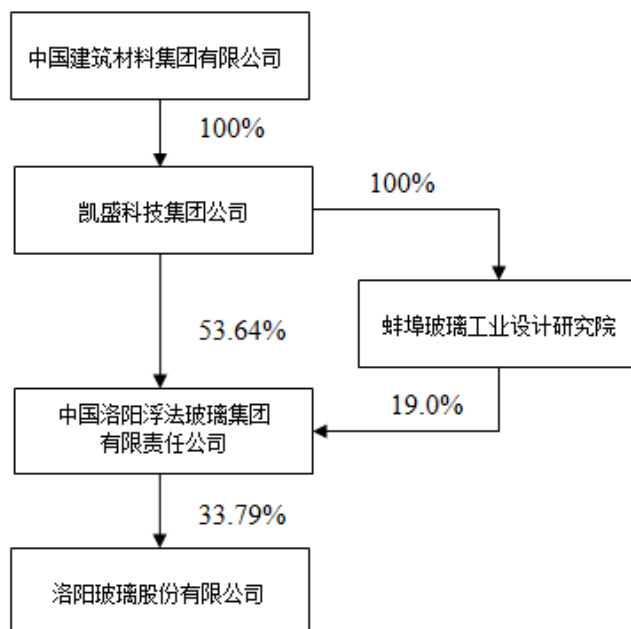 中国建筑材料集团有限公司
100%
凯盛科技集团公司
100%
53.64%
蚌埠玻璃工业设计研究院
19.0%
中国洛阳浮法玻璃集团
有限责任公司
33.79%
洛阳玻璃股份有限公司